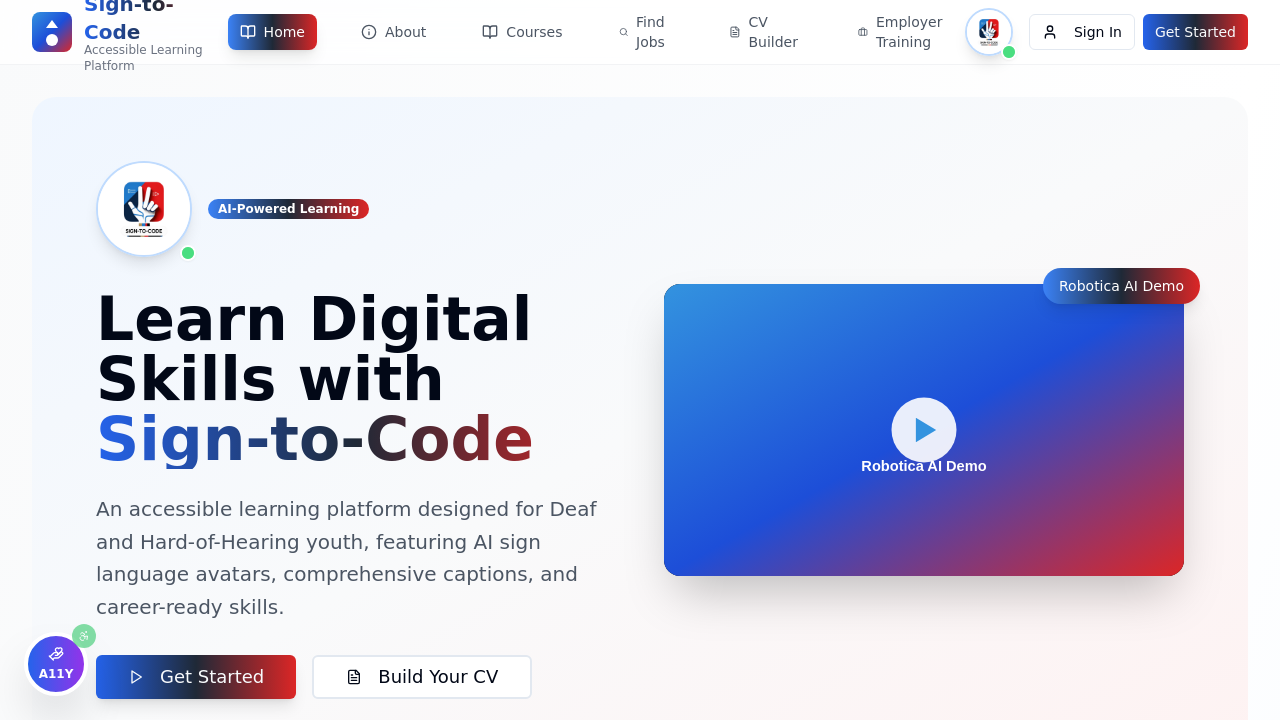 Sign-to-
Code
Accessible Learning
Platform
Home
About
Courses
Find
Jobs
CV
Builder
Employer
Training
Sign In
Get Started
SIGN-TO-CODE
AI-Powered Learning
Learn Digital
Skills with
Sign-to-Code
An accessible learning platform designed for Deaf
and Hard-of-Hearing youth, featuring AI sign
language avatars, comprehensive captions, and
career-ready skills.
Get Started
Build Your CV
Robotica AI Demo
Robotica AI Demo
A11Y